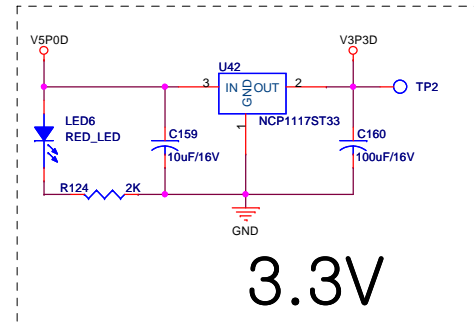 V5P0D
V3P3D
U42
3
IN
GND
OUT
2
TP2
NCP1117ST33
1
LED6
RED_LED
C159
10uF/16V
C160
100uF/16V
R124
2K
GND
3.3V